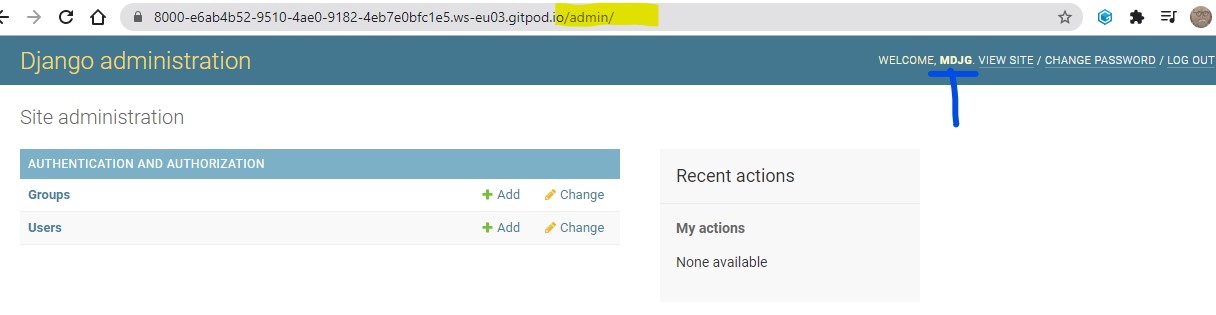 8000-e6ab4b52-9510-4ae0-9182-4eb7e0bfc1e5.ws-eu03.gitpod.io/admin/
Django administration
WELCOME, MDJG. VIEW SITE / CHANGE PASSWORD / LOG OUT
Site administration
AUTHENTICATION AND AUTHORIZATION
Groups Add Change
Users Add Change
Recent actions
My actions
None available